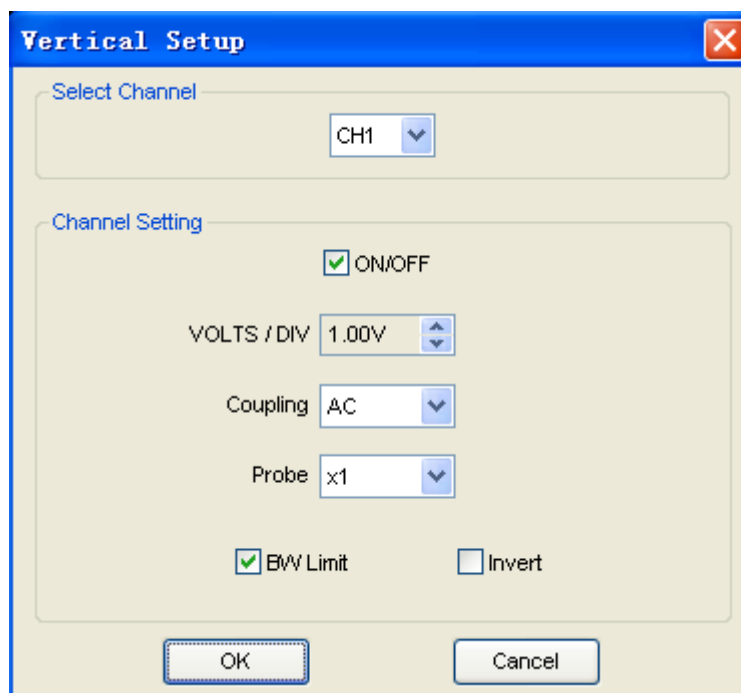 Vertical Setup
Select Channel
CH1
Channel Setting
ON/OFF
VOLTS / DIV 1.00V
Coupling AC
Probe x1
BW Limit Invert
OK Cancel